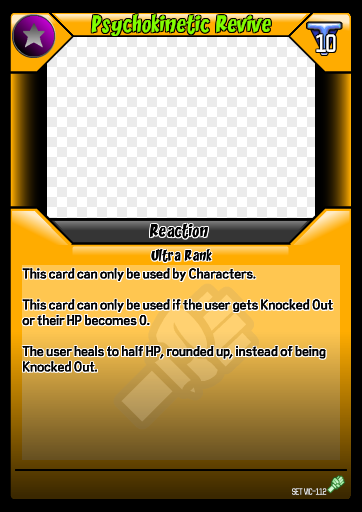 Psychokinetic Revive
10
Reaction
Ultra Rank
This card can only be used by Characters.
This card can only be used if the user gets Knocked Out
or their HP becomes 0.
The user heals to half HP, rounded up, instead of being
Knocked Out.
SET VIC-112